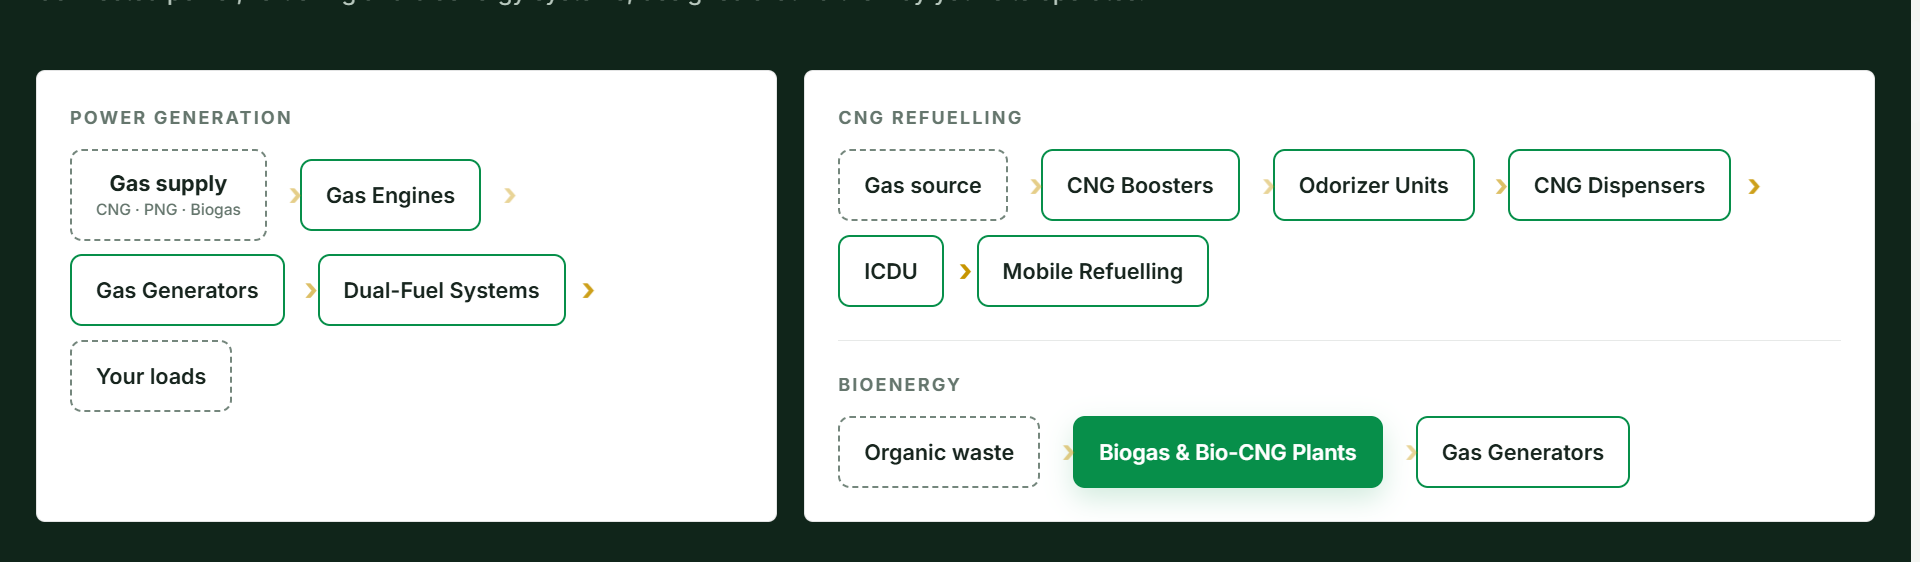 POWER GENERATION
Gas supply
CNG · PNG · Biogas
Gas Engines
Gas Generators
Dual-Fuel Systems
Your loads
CNG REFUELLING
Gas source
CNG Boosters
Odorizer Units
CNG Dispensers
ICDU
Mobile Refuelling
BIOENERGY
Organic waste
Biogas & Bio-CNG Plants
Gas Generators